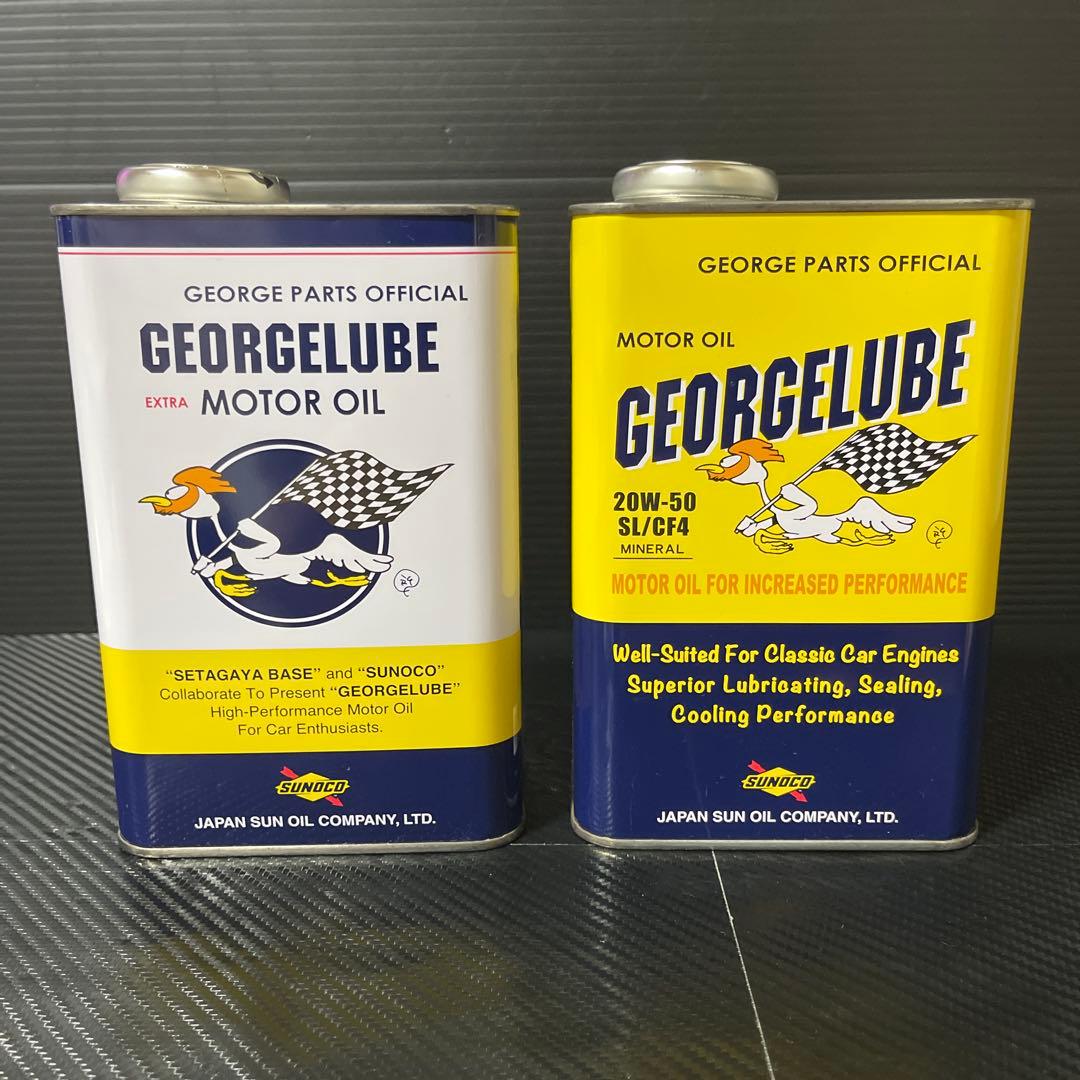 GEORGE PARTS OFFICIAL
GEORGELUBE
EXTRA MOTOR OIL
“SETAGAYA BASE” and “SUNOCO”
Collaborate To Present “GEORGELUBE”
High-Performance Motor Oil
For Car Enthusiasts.
SUNOCO
JAPAN SUN OIL COMPANY, LTD.
GEORGE PARTS OFFICIAL
MOTOR OIL
GEORGELUBE
20W-50
SL/CF4
MINERAL
MOTOR OIL FOR INCREASED PERFORMANCE
Well-Suited For Classic Car Engines
Superior Lubricating, Sealing,
Cooling Performance
SUNOCO
JAPAN SUN OIL COMPANY, LTD.